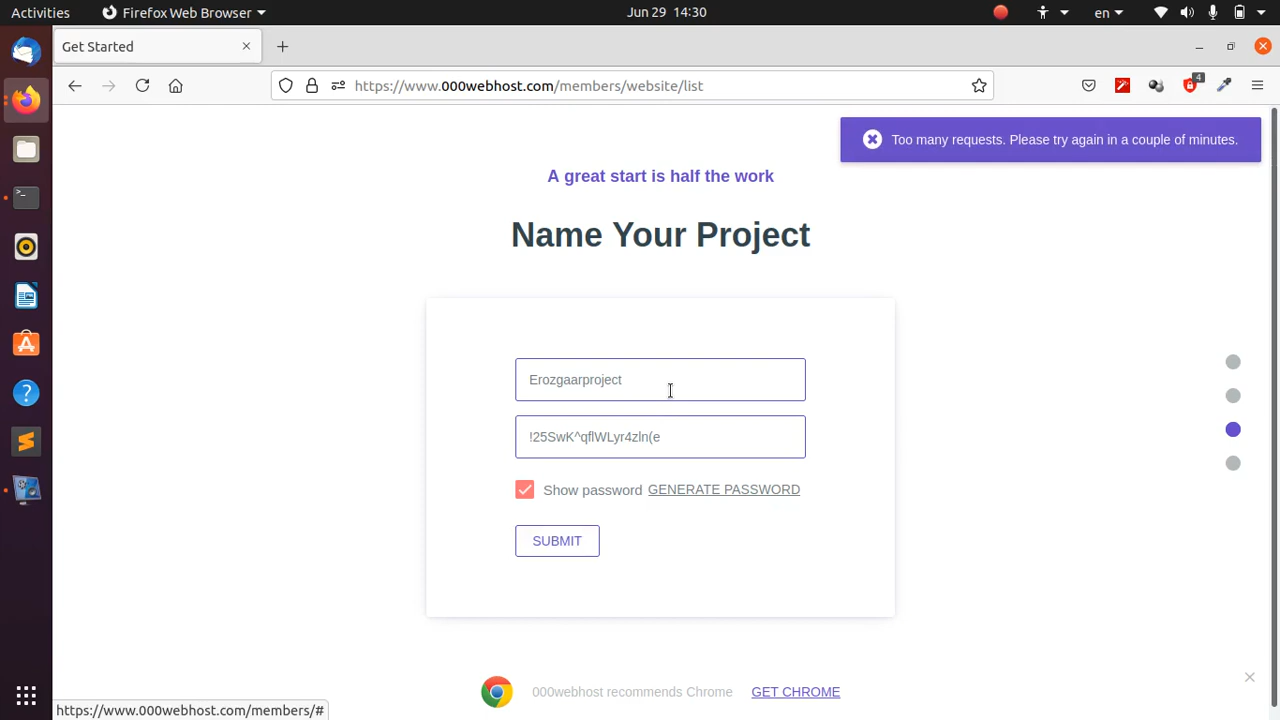 Activities Firefox Web Browser Jun 29 14:30 en
Get Started
https://www.000webhost.com/members/website/list 4
Too many requests. Please try again in a couple of minutes.
A great start is half the work
Name Your Project
Erozgaarproject
!25SwK^qflWLyr4zln(e
Show password GENERATE PASSWORD
SUBMIT
000webhost recommends Chrome GET CHROME
https://www.000webhost.com/members/#